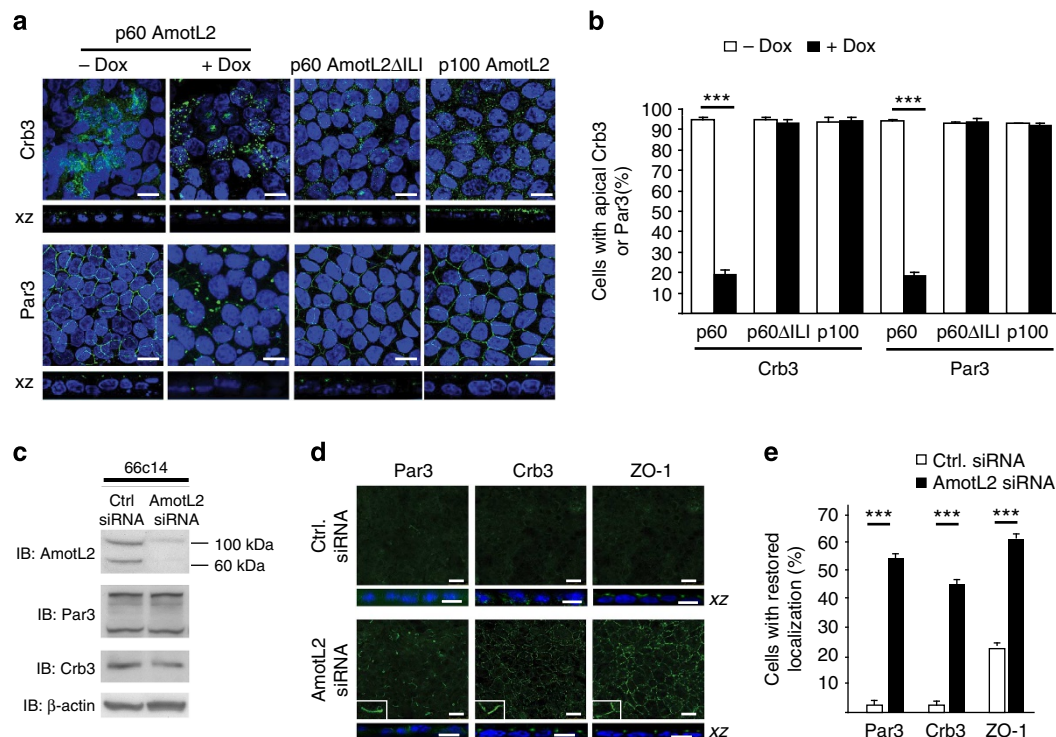 a
p60 AmotL2
– Dox
+ Dox
p60 AmotL2ΔILI
p100 AmotL2
Crb3
xz
Par3
xz
b
– Dox
+ Dox
Cells with apical Crb3
or Par3(%)
95
90
80
70
60
50
40
30
20
10
***
***
p60
p60ΔILI
p100
p60
p60ΔILI
p100
Crb3
Par3
c
66c14
Ctrl
siRNA
AmotL2
siRNA
IB: AmotL2
100 kDa
60 kDa
IB: Par3
IB: Crb3
IB: β-actin
d
Par3
Crb3
ZO-1
Ctrl.
siRNA
xz
AmotL2
siRNA
xz
e
Ctrl. siRNA
AmotL2 siRNA
Cells with restored
localization (%)
70
60
50
40
30
20
10
***
***
***
Par3
Crb3
ZO-1